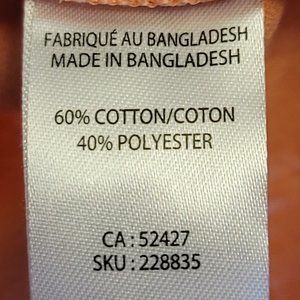 FABRIQUÉ AU BANGLADESH
MADE IN BANGLADESH
60% COTTON/COTON
40% POLYESTER
CA : 52427
SKU : 228835